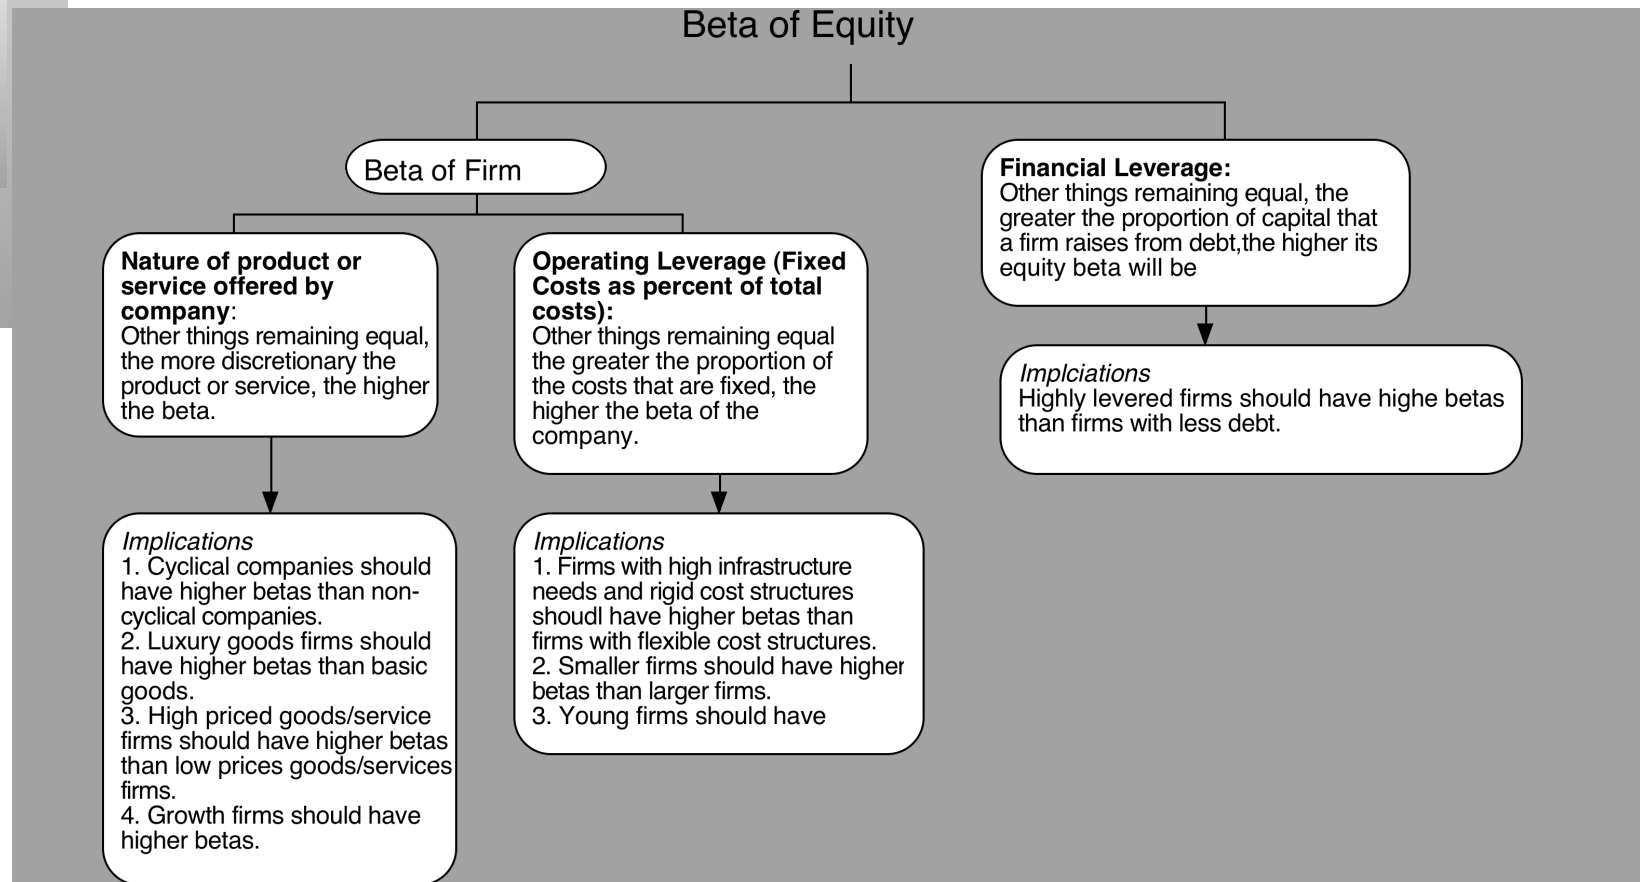 Beta of Equity
Beta of Firm
Financial Leverage:
Other things remaining equal, the
greater the proportion of capital that
a firm raises from debt,the higher its
equity beta will be
Implciations
Highly levered firms should have highe betas
than firms with less debt.
Nature of product or
service offered by
company:
Other things remaining equal,
the more discretionary the
product or service, the higher
the beta.
Operating Leverage (Fixed
Costs as percent of total
costs):
Other things remaining equal
the greater the proportion of
the costs that are fixed, the
higher the beta of the
company.
Implications
1. Cyclical companies should
have higher betas than non-
cyclical companies.
2. Luxury goods firms should
have higher betas than basic
goods.
3. High priced goods/service
firms should have higher betas
than low prices goods/services
firms.
4. Growth firms should have
higher betas.
Implications
1. Firms with high infrastructure
needs and rigid cost structures
shoudl have higher betas than
firms with flexible cost structures.
2. Smaller firms should have higher
betas than larger firms.
3. Young firms should have